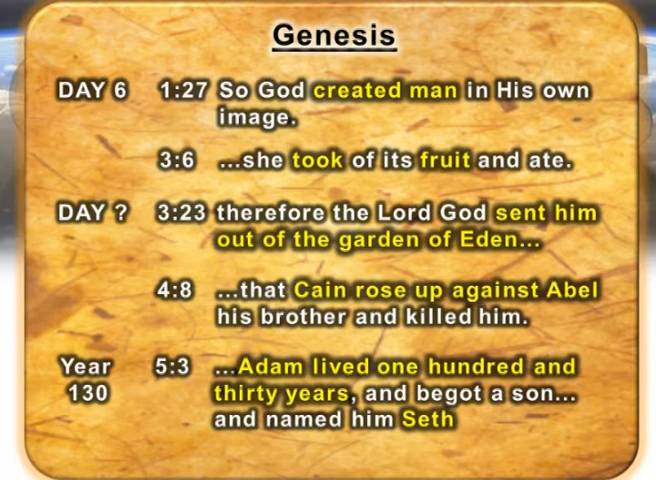 Genesis
DAY 6 1:27 So God created man in His own
image.
3:6 ...she took of its fruit and ate.
DAY ? 3:23 therefore the Lord God sent him
out of the garden of Eden...
4:8 ...that Cain rose up against Abel
his brother and killed him.
Year 5:3 ...Adam lived one hundred and
130 thirty years, and begot a son...
and named him Seth